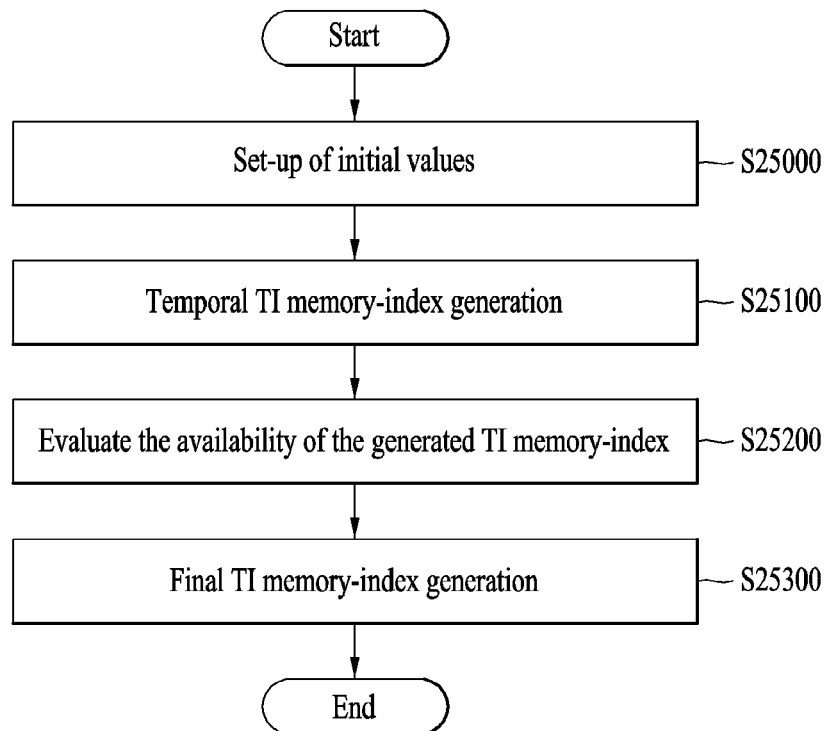 Start
Set-up of initial values
S25000
Temporal TI memory-index generation
S25100
Evaluate the availability of the generated TI memory-index
S25200
Final TI memory-index generation
S25300
End